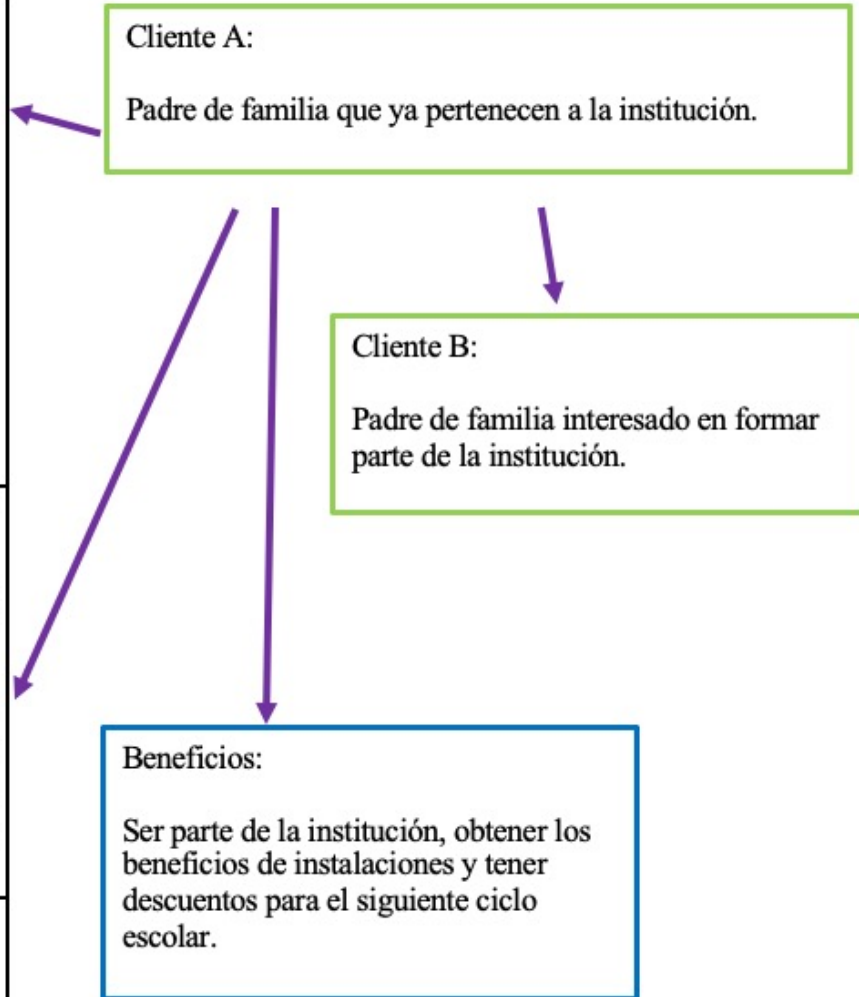 Cliente A:
Padre de familia que ya pertenecen a la institución.
Cliente B:
Padre de familia interesado en formar
parte de la institución.
Beneficios:
Ser parte de la institución, obtener los
beneficios de instalaciones y tener
descuentos para el siguiente ciclo
escolar.